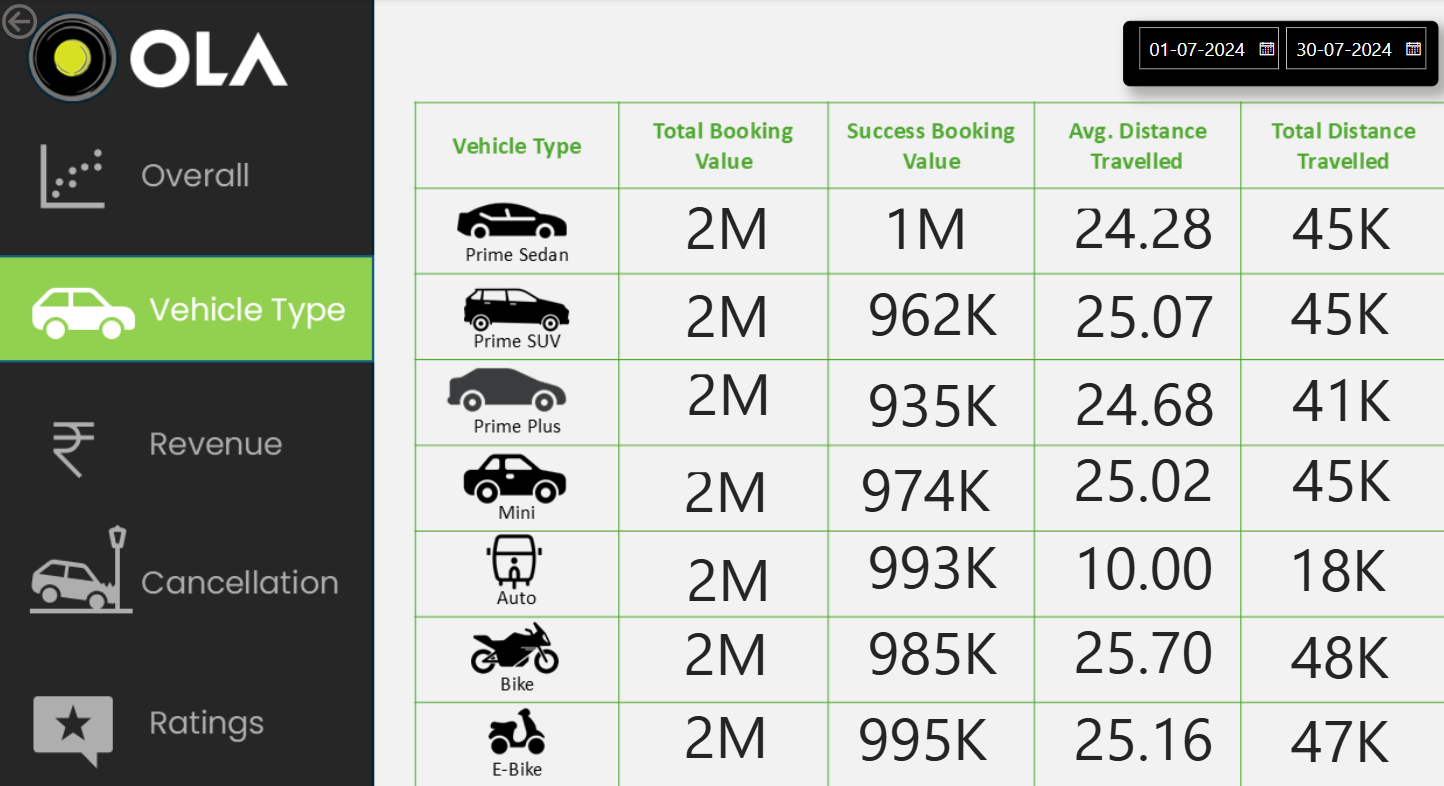 OLA
01-07-2024 30-07-2024
Overall
Vehicle Type
Revenue
Cancellation
Ratings
Vehicle Type Total Booking Value Success Booking Value Avg. Distance Travelled Total Distance Travelled
Prime Sedan 2M 1M 24.28 45K
Prime SUV 2M 962K 25.07 45K
Prime Plus 2M 935K 24.68 41K
Mini 2M 974K 25.02 45K
Auto 2M 993K 10.00 18K
Bike 2M 985K 25.70 48K
E-Bike 2M 995K 25.16 47K